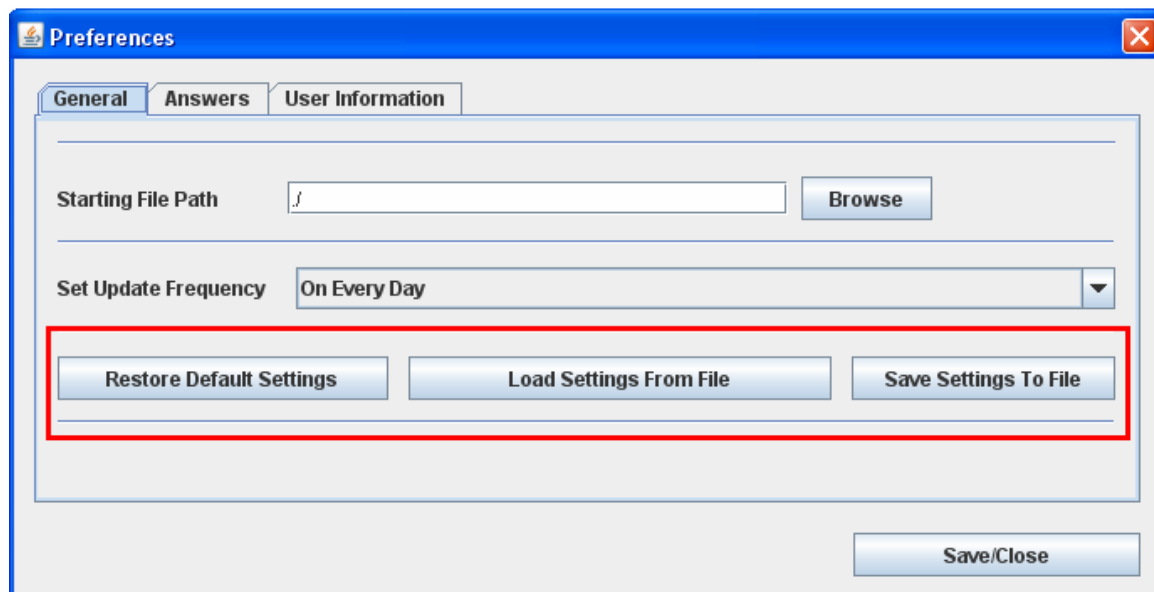 Preferences
General Answers User Information
Starting File Path ./ Browse
Set Update Frequency On Every Day
Restore Default Settings Load Settings From File Save Settings To File
Save/Close